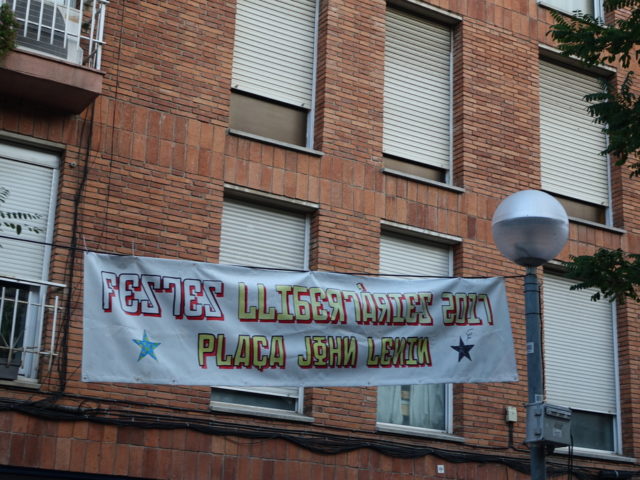 FESTES LLIBERTÀRIES 2017
PLAÇA JOHN LENIN